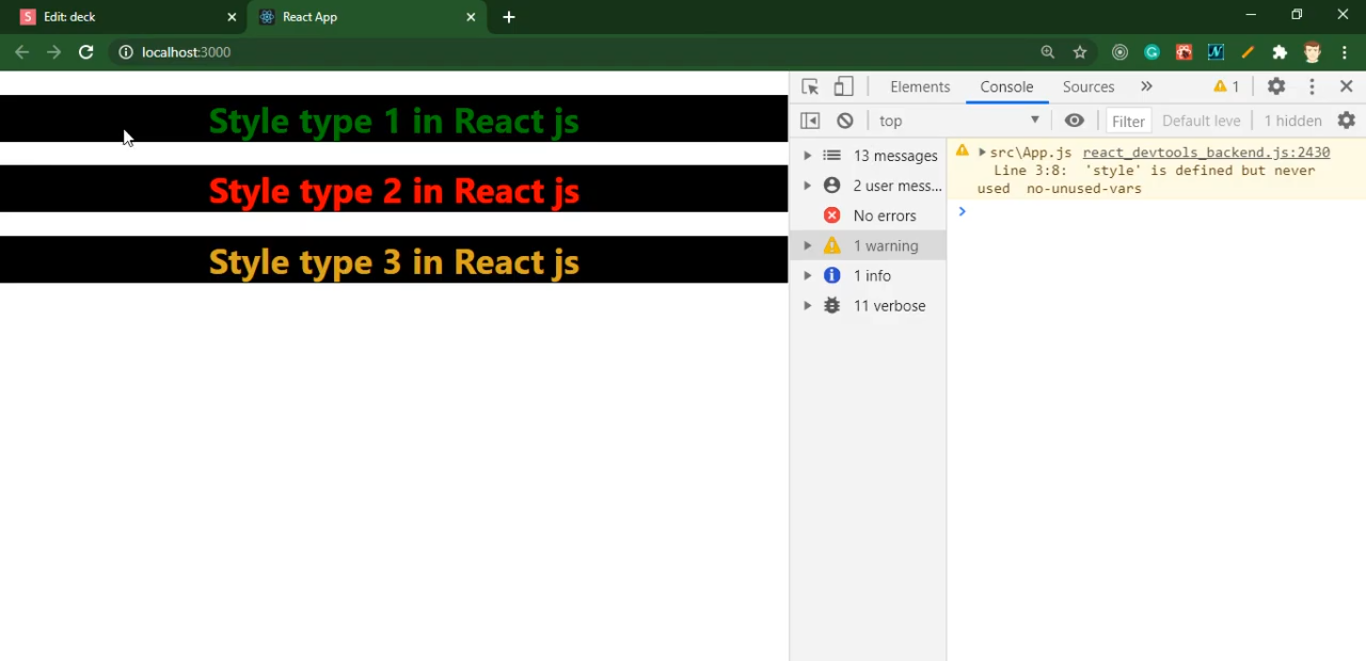 Edit: deck
React App
localhost:3000
Style type 1 in React js
Style type 2 in React js
Style type 3 in React js
Elements Console Sources 1
top Filter Default leve 1 hidden
13 messages
2 user mess...
No errors
1 warning
1 info
11 verbose
src\App.js react_devtools_backend.js:2430
Line 3:8: 'style' is defined but never
used no-unused-vars